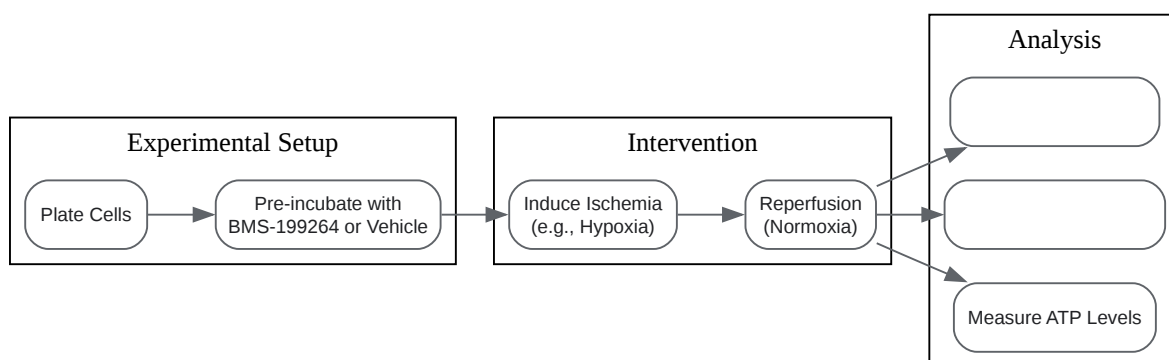 Experimental Setup
Plate Cells
Pre-incubate with
BMS-199264 or Vehicle
Intervention
Induce Ischemia
(e.g., Hypoxia)
Reperfusion
(Normoxia)
Analysis
Measure ATP Levels